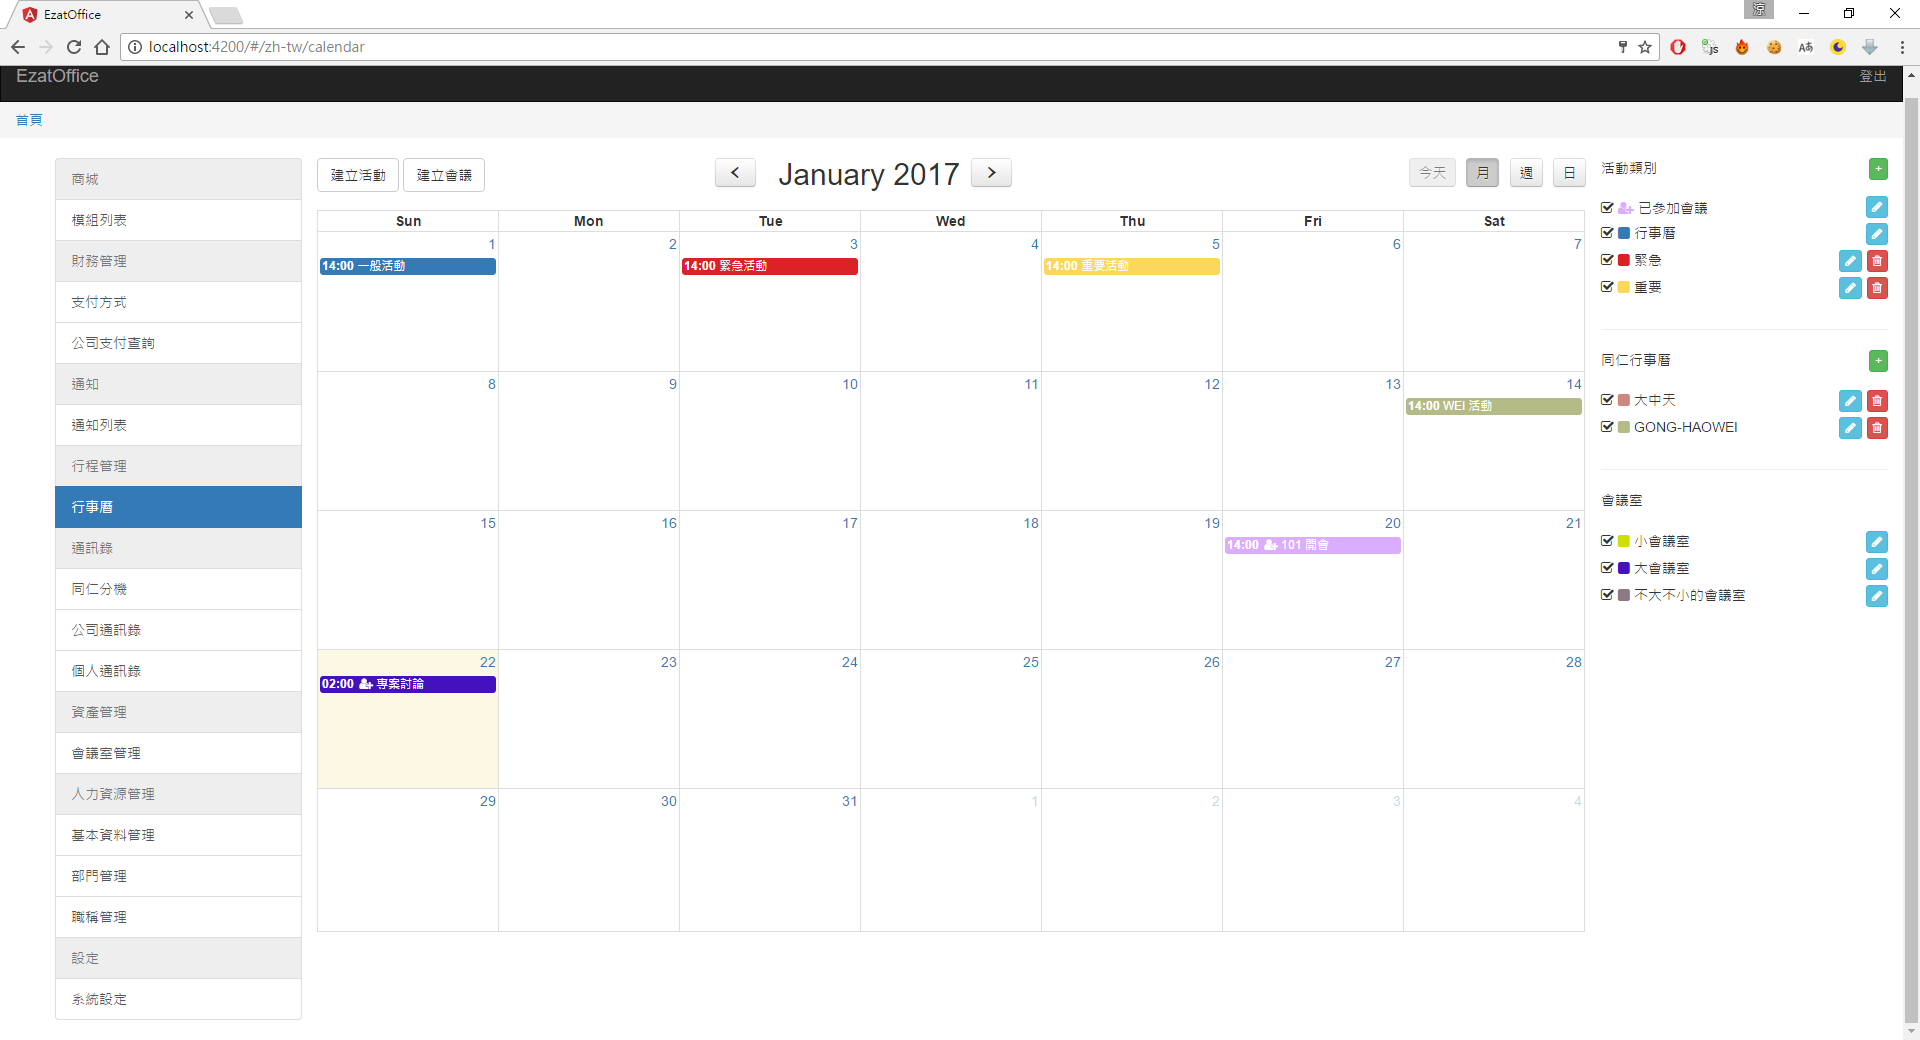 EzatOffice
涼
localhost:4200/#/zh-tw/calendar
js
Aあ
EzatOffice
登出
首頁
商城
模組列表
財務管理
支付方式
公司支付查詢
通知
通知列表
行程管理
行事曆
通訊錄
同仁分機
公司通訊錄
個人通訊錄
資產管理
會議室管理
人力資源管理
基本資料管理
部門管理
職稱管理
設定
系統設定
建立活動 建立會議
January 2017
今天 月 週 日
Sun Mon Tue Wed Thu Fri Sat
1 2 3 4 5 6 7
14:00 一般活動 14:00 緊急活動 14:00 重要活動
8 9 10 11 12 13 14
14:00 WEI 活動
15 16 17 18 19 20 21
14:00 101 開會
22 23 24 25 26 27 28
02:00 專案討論
29 30 31 1 2 3 4
活動類別 +
已參加會議
行事曆
緊急
重要
同仁行事曆 +
大中天
GONG-HAOWEI
會議室
小會議室
大會議室
不大不小的會議室